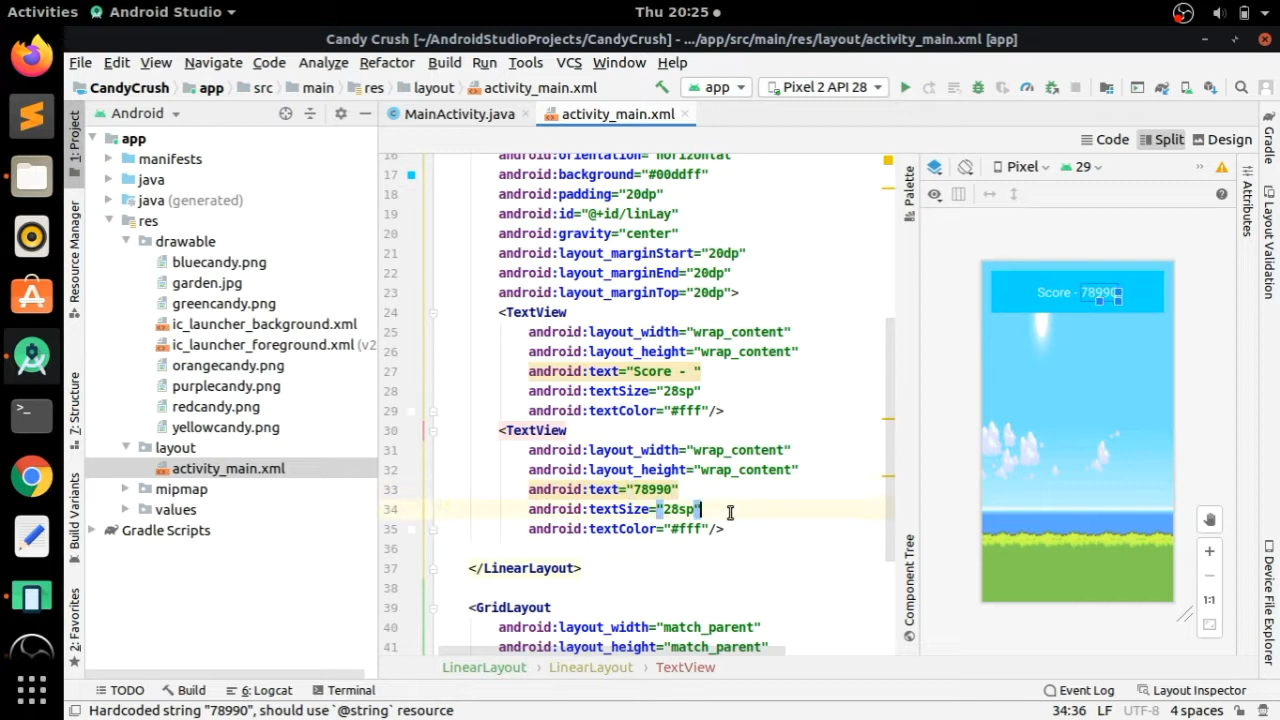 Activities Android Studio Thu 20:25
Candy Crush [~/AndroidStudioProjects/CandyCrush] - .../app/src/main/res/layout/activity_main.xml [app]
File Edit View Navigate Code Analyze Refactor Build Run Tools VCS Window Help
CandyCrush app src main res layout activity_main.xml app Pixel 2 API 28
Android MainActivity.java activity_main.xml
Code Split Design
1: Project
Resource Manager
7: Structure
Build Variants
2: Favorites
app
manifests
java
java (generated)
res
drawable
bluecandy.png
garden.jpg
greencandy.png
ic_launcher_background.xml
ic_launcher_foreground.xml (v2
orangecandy.png
purplecandy.png
redcandy.png
yellowcandy.png
layout
activity_main.xml
mipmap
values
Gradle Scripts
16 android:orientation="horizontal"
17 android:background="#00ddff"
18 android:padding="20dp"
19 android:id="@+id/linLay"
20 android:gravity="center"
21 android:layout_marginStart="20dp"
22 android:layout_marginEnd="20dp"
23 android:layout_marginTop="20dp">
24 <TextView
25 android:layout_width="wrap_content"
26 android:layout_height="wrap_content"
27 android:text="Score - "
28 android:textSize="28sp"
29 android:textColor="#fff"/>
30 <TextView
31 android:layout_width="wrap_content"
32 android:layout_height="wrap_content"
33 android:text="78990"
34 android:textSize="28sp"
35 android:textColor="#fff"/>
36
37 </LinearLayout>
38
39 <GridLayout
40 android:layout_width="match_parent"
41 android:layout_height="match_parent"
LinearLayout › LinearLayout › TextView
Palette
Component Tree
Pixel 29
Score - 78990
1:1
Gradle
Attributes
Layout Validation
Device File Explorer
TODO Build 6: Logcat Terminal Event Log Layout Inspector
Hardcoded string "78990", should use `@string` resource 34:36 LF UTF-8 4 spaces